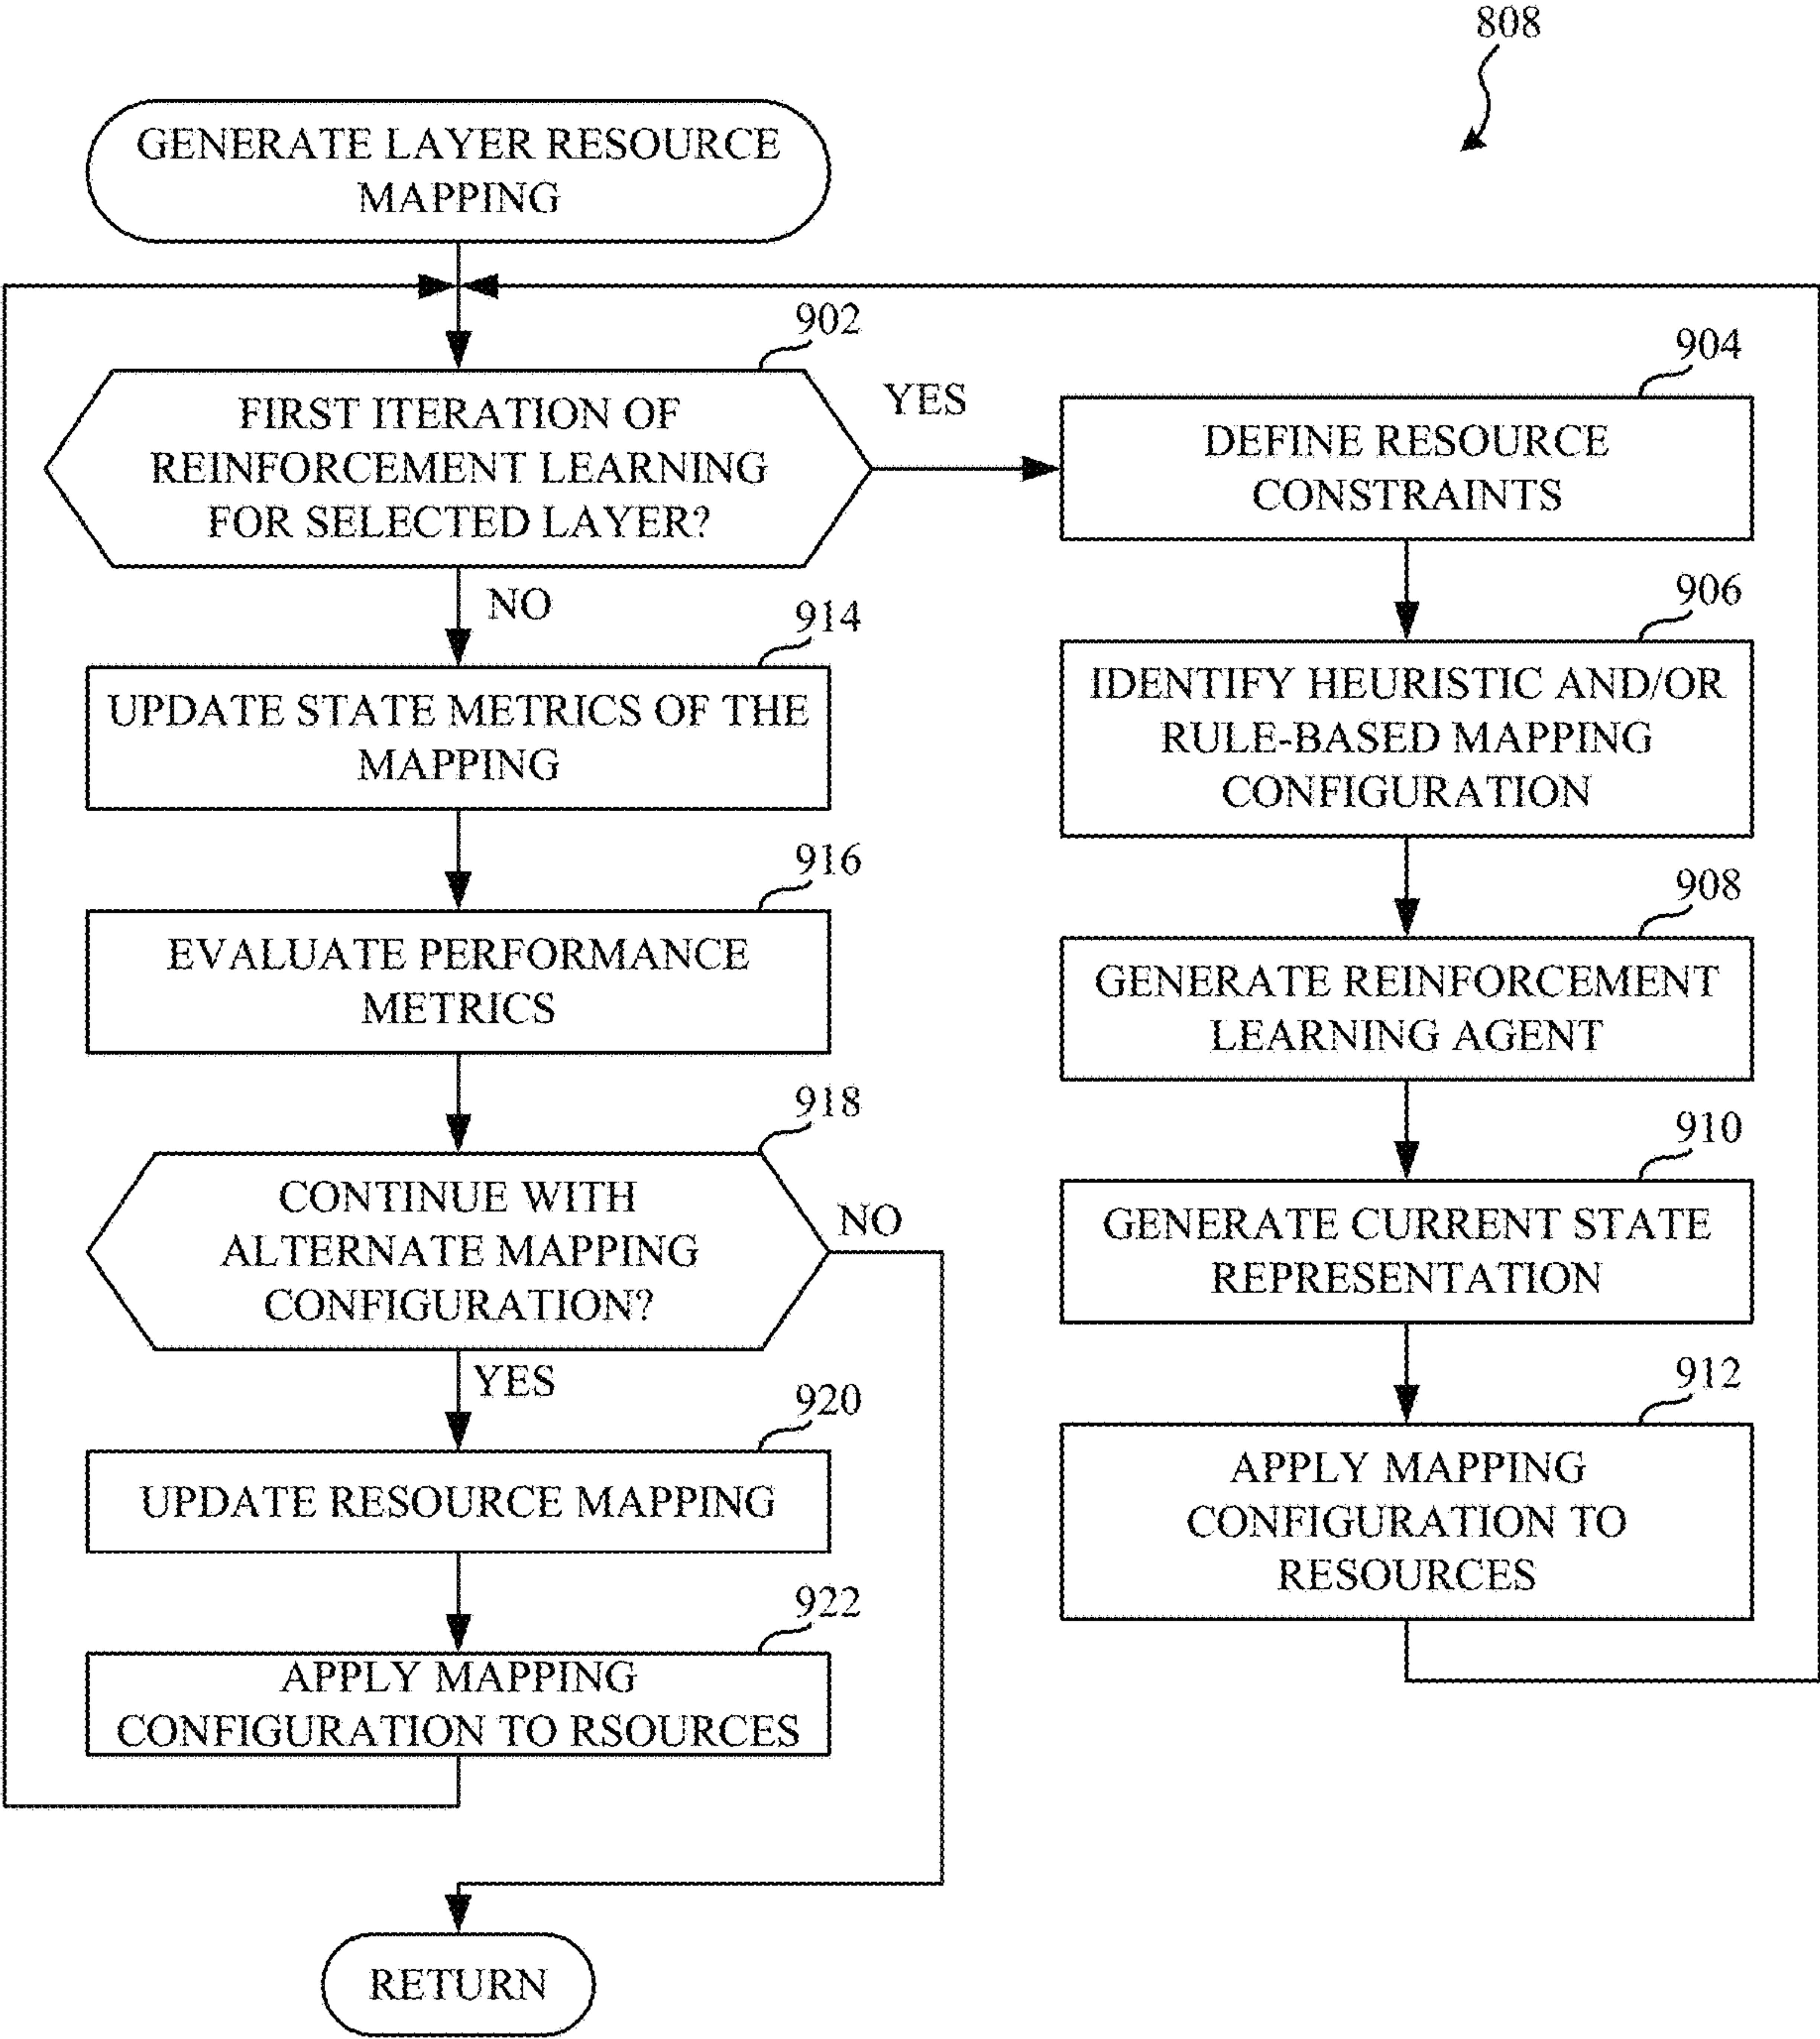 808
GENERATE LAYER RESOURCE
MAPPING
902
FIRST ITERATION OF
REINFORCEMENT LEARNING
FOR SELECTED LAYER?
YES
NO
904
DEFINE RESOURCE
CONSTRAINTS
906
IDENTIFY HEURISTIC AND/OR
RULE-BASED MAPPING
CONFIGURATION
908
GENERATE REINFORCEMENT
LEARNING AGENT
910
GENERATE CURRENT STATE
REPRESENTATION
912
APPLY MAPPING
CONFIGURATION TO
RESOURCES
914
UPDATE STATE METRICS OF THE
MAPPING
916
EVALUATE PERFORMANCE
METRICS
918
CONTINUE WITH
ALTERNATE MAPPING
CONFIGURATION?
NO
YES
920
UPDATE RESOURCE MAPPING
922
APPLY MAPPING
CONFIGURATION TO RSOURCES
RETURN